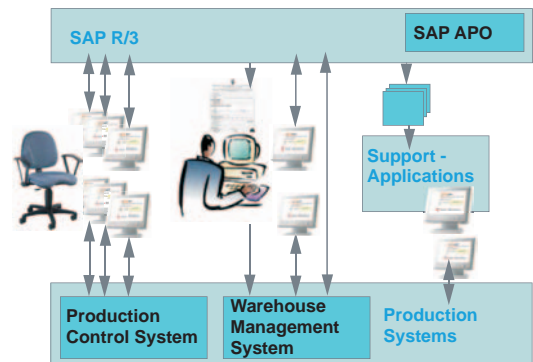 SAP R/3
SAP APO
Support -
Applications
Production
Control System
Warehouse
Management
System
Production
Systems